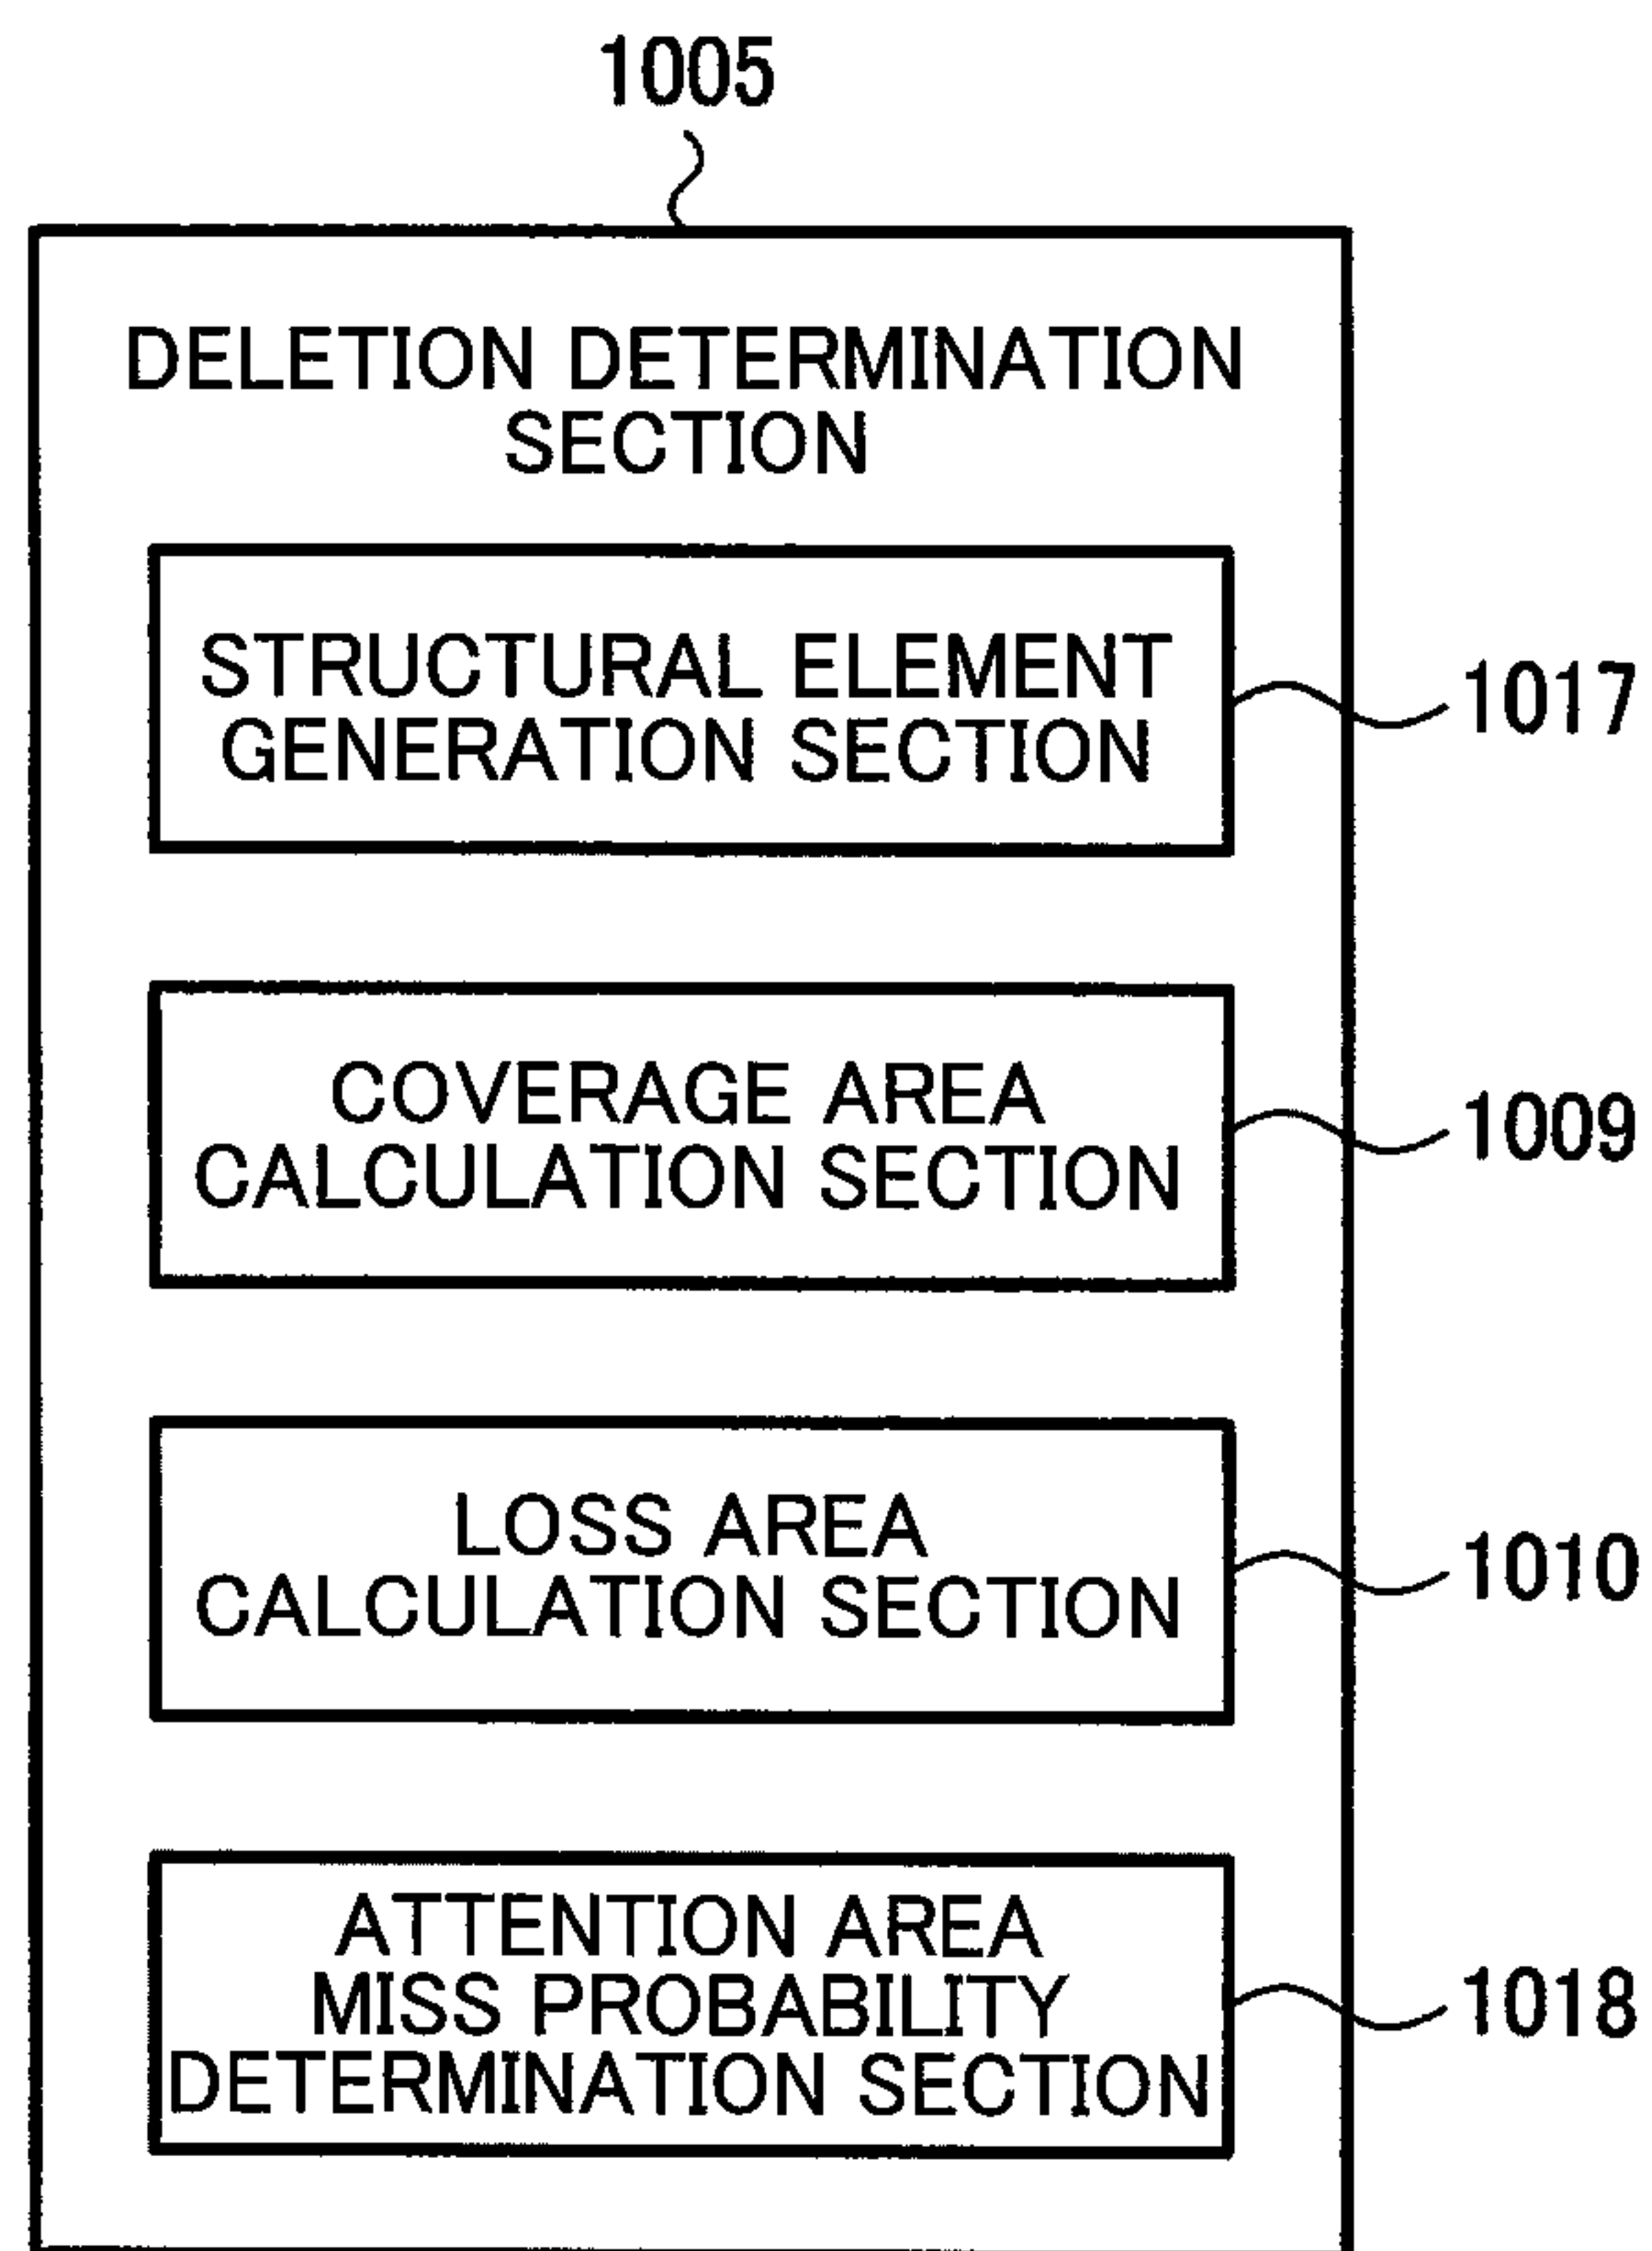 1005
DELETION DETERMINATION
SECTION
STRUCTURAL ELEMENT
GENERATION SECTION
1017
COVERAGE AREA
CALCULATION SECTION
1009
LOSS AREA
CALCULATION SECTION
1010
ATTENTION AREA
MISS PROBABILITY
DETERMINATION SECTION
1018